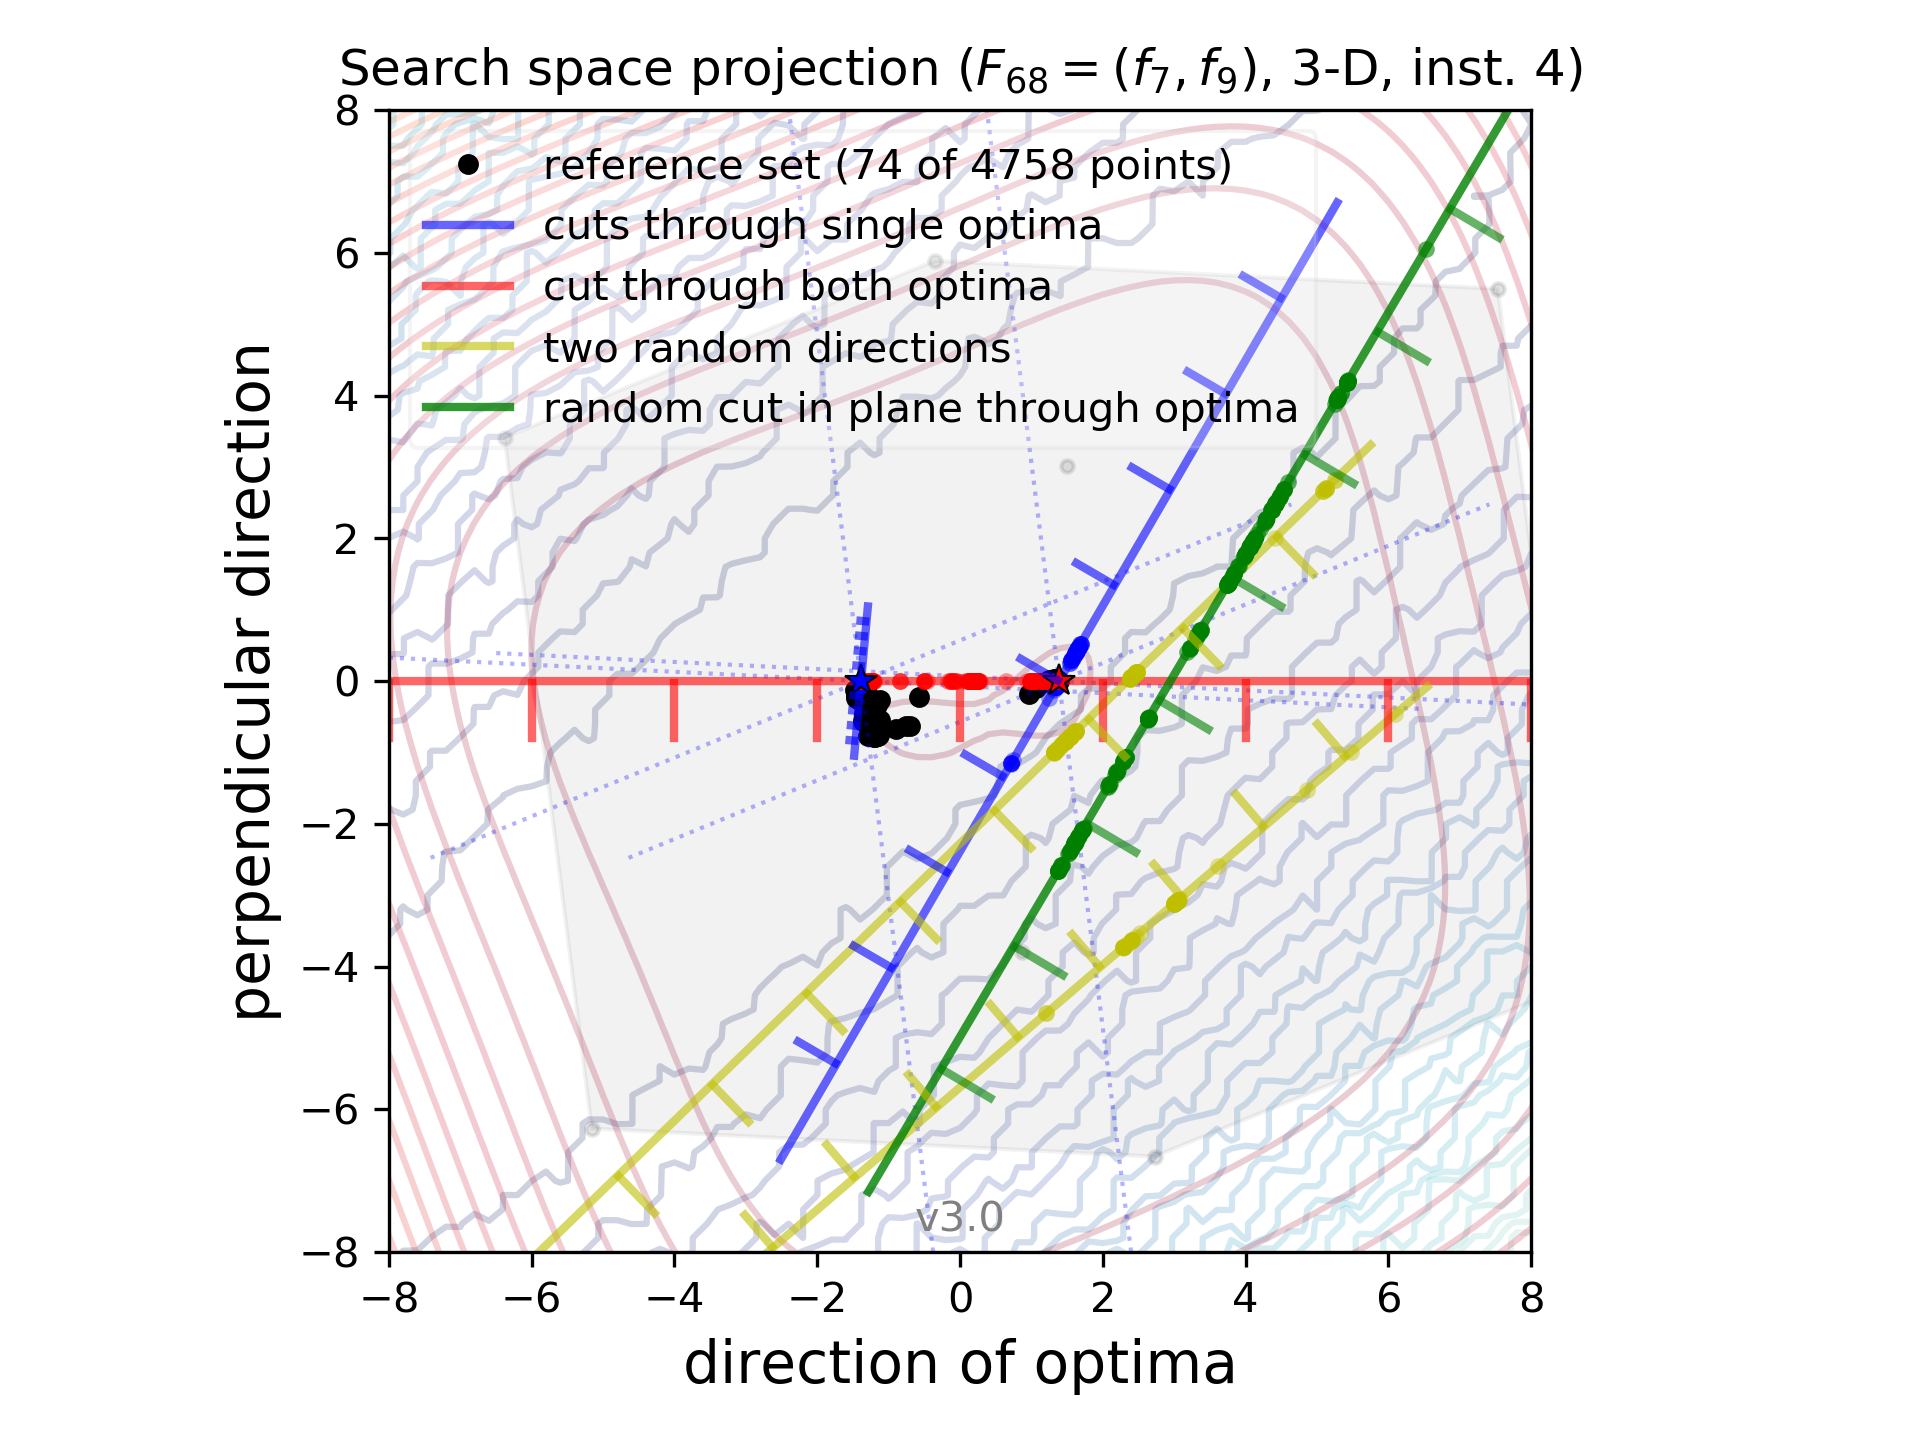 Search space projection (F₆₈ = (f₇, f₉), 3-D, inst. 4)
reference set (74 of 4758 points)
cuts through single optima
cut through both optima
two random directions
random cut in plane through optima
perpendicular direction
8
6
4
2
0
−2
−4
−6
−8
v3.0
−8 −6 −4 −2 0 2 4 6 8
direction of optima